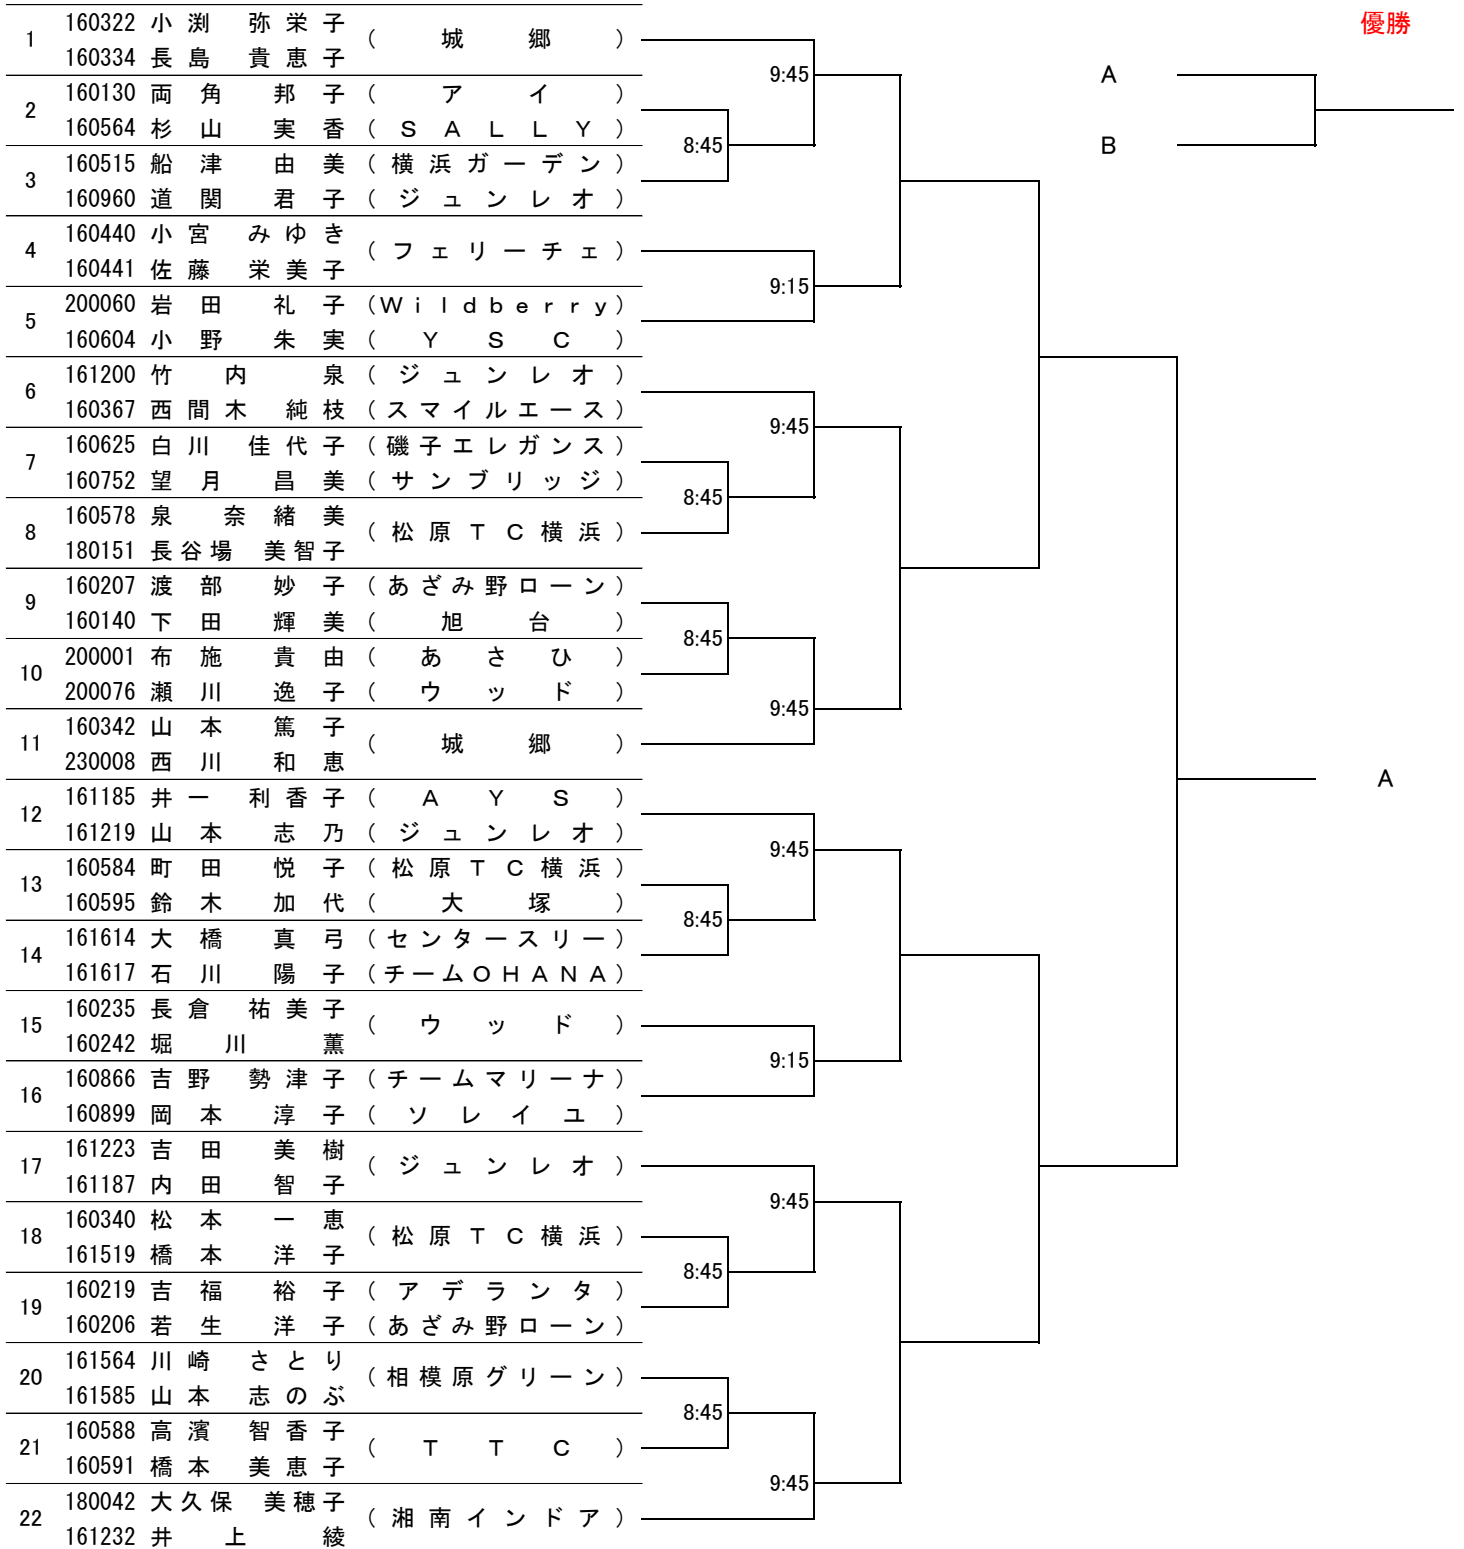 優勝
1 160322 小渕 弥栄子 (城郷)
160334 長島 貴恵子
9:45
A
2 160130 両角 邦子 (アイ)
160564 杉山 実香 (SALLY)
8:45
B
3 160515 船津 由美 (横浜ガーデン)
160960 道関 君子 (ジュンレオ)
4 160440 小宮 みゆき (フェリーチェ)
160441 佐藤 栄美子
9:15
5 200060 岩田 礼子 (Wildberry)
160604 小野 朱実 (YSC)
6 161200 竹内 泉 (ジュンレオ)
160367 西間木 純枝 (スマイルエース)
9:45
7 160625 白川 佳代子 (磯子エレガンス)
160752 望月 昌美 (サンブリッジ)
8:45
8 160578 泉 奈緒美 (松原TC横浜)
180151 長谷場 美智子
9 160207 渡部 妙子 (あざみ野ローン)
160140 下田 輝美 (旭台)
8:45
10 200001 布施 貴由 (あさひ)
200076 瀬川 逸子 (ウッド)
9:45
11 160342 山本 篤子 (城郷)
230008 西川 和恵
A
12 161185 井一 利香子 (AYS)
161219 山本 志乃 (ジュンレオ)
9:45
13 160584 町田 悦子 (松原TC横浜)
160595 鈴木 加代 (大塚)
8:45
14 161614 大橋 真弓 (センタースリー)
161617 石川 陽子 (チームOHANA)
15 160235 長倉 祐美子 (ウッド)
160242 堀川 薫
9:15
16 160866 吉野 勢津子 (チームマリーナ)
160899 岡本 淳子 (ソレイユ)
17 161223 吉田 美樹 (ジュンレオ)
161187 内田 智子
9:45
18 160340 松本 一恵 (松原TC横浜)
161519 橋本 洋子
8:45
19 160219 吉福 裕子 (アデランタ)
160206 若生 洋子 (あざみ野ローン)
20 161564 川崎 さとり (相模原グリーン)
161585 山本 志のぶ
8:45
21 160588 高濱 智香子 (TTC)
160591 橋本 美恵子
9:45
22 180042 大久保 美穂子 (湘南インドア)
161232 井上 綾